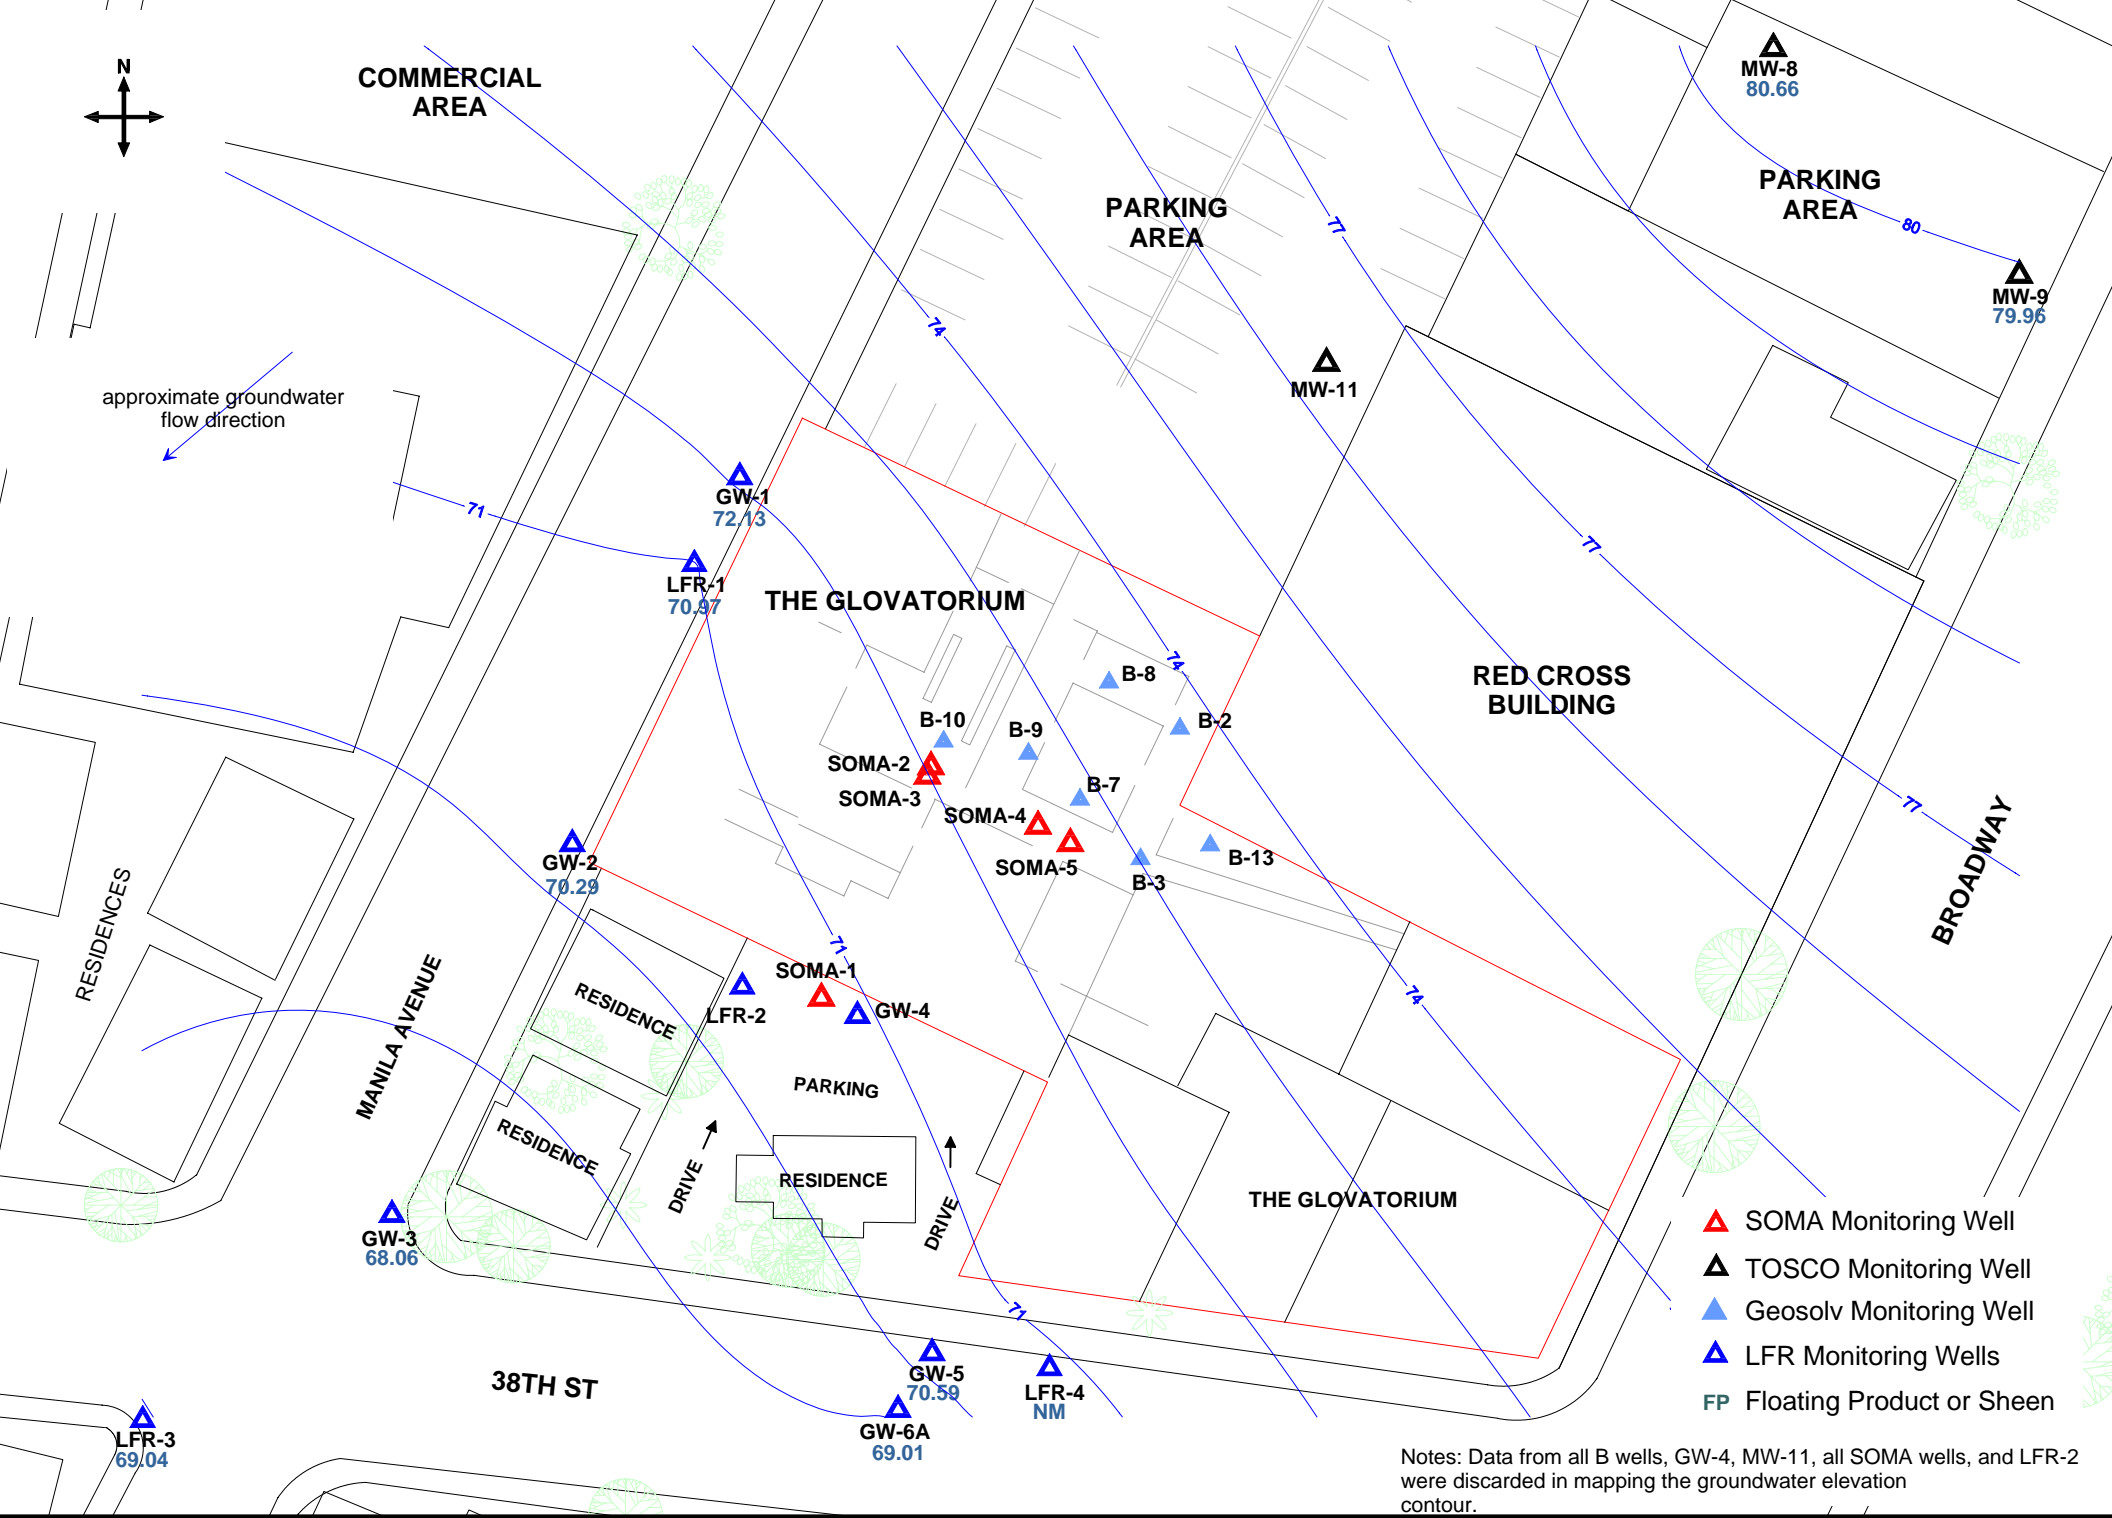 N
COMMERCIAL
AREA
MW-8
80.66
PARKING
AREA
PARKING
AREA
77
80
MW-9
79.96
74
approximate groundwater
flow direction
MW-11
71
GW-1
72.13
77
LFR-1
70.97
THE GLOVATORIUM
74
B-8
RED CROSS
BUILDING
B-10
B-9
B-2
SOMA-2
SOMA-3
B-7
SOMA-4
77
GW-2
70.29
SOMA-5
B-3
B-13
BROADWAY
RESIDENCES
71
SOMA-1
MANILA AVENUE
RESIDENCE
LFR-2
GW-4
74
PARKING
RESIDENCE
DRIVE
RESIDENCE
DRIVE
THE GLOVATORIUM
GW-3
68.06
71
SOMA Monitoring Well
TOSCO Monitoring Well
Geosolv Monitoring Well
LFR Monitoring Wells
FP Floating Product or Sheen
38TH ST
GW-5
70.59
LFR-4
NM
GW-6A
69.01
LFR-3
69.04
Notes: Data from all B wells, GW-4, MW-11, all SOMA wells, and LFR-2
were discarded in mapping the groundwater elevation
contour.